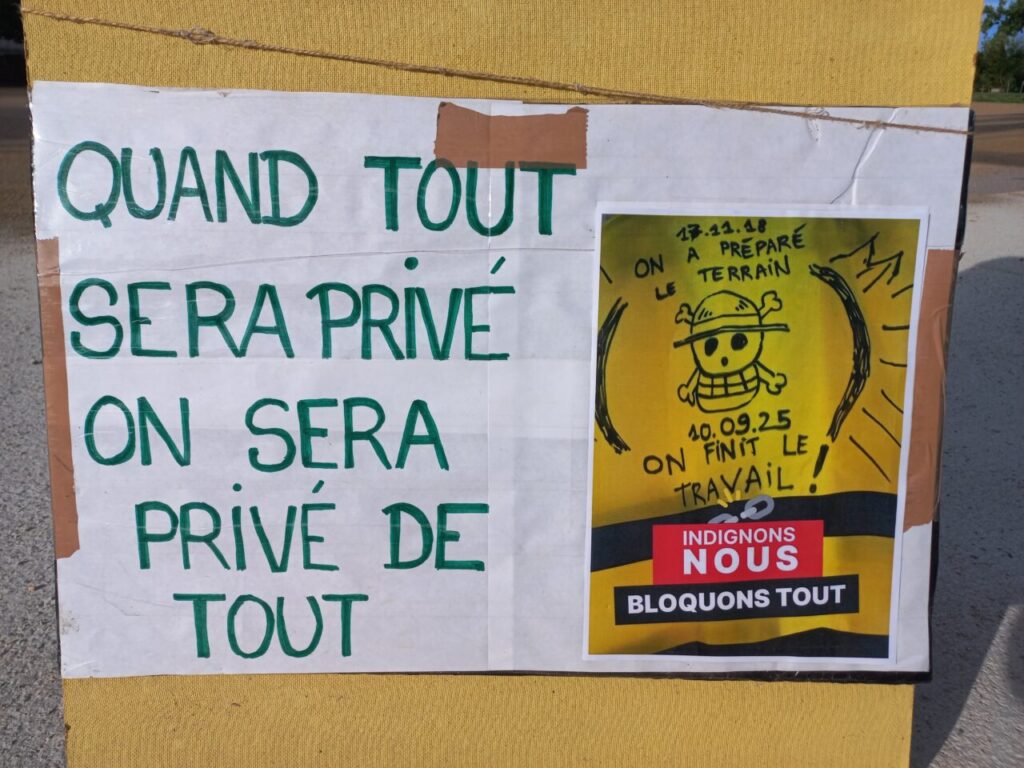 QUAND TOUT
SERA PRIVÉ
ON SERA
PRIVÉ DE
TOUT
17.11.18
ON A PRÉPARÉ
LE TERRAIN
10.09.25
ON FINIT LE
TRAVAIL !
INDIGNONS
NOUS
BLOQUONS TOUT